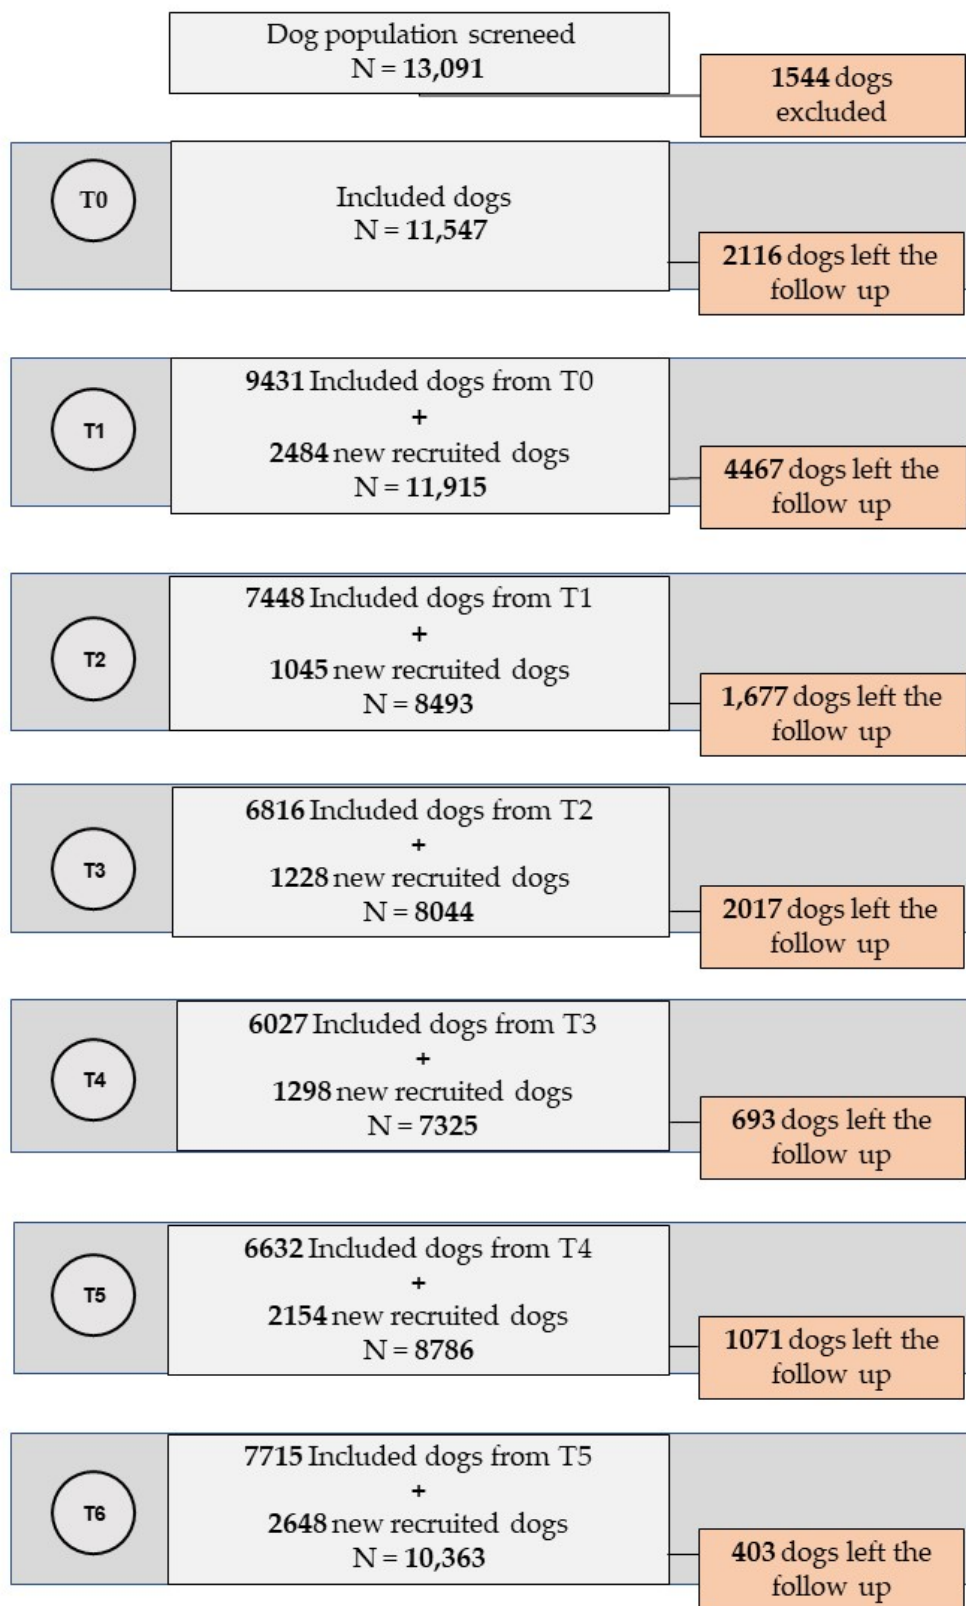 Dog population screneed
N = 13,091
1544 dogs
excluded
T0
Included dogs
N = 11,547
2116 dogs left the
follow up
T1
9431 Included dogs from T0
+
2484 new recruited dogs
N = 11,915
4467 dogs left the
follow up
T2
7448 Included dogs from T1
+
1045 new recruited dogs
N = 8493
1,677 dogs left the
follow up
T3
6816 Included dogs from T2
+
1228 new recruited dogs
N = 8044
2017 dogs left the
follow up
T4
6027 Included dogs from T3
+
1298 new recruited dogs
N = 7325
693 dogs left the
follow up
T5
6632 Included dogs from T4
+
2154 new recruited dogs
N = 8786
1071 dogs left the
follow up
T6
7715 Included dogs from T5
+
2648 new recruited dogs
N = 10,363
403 dogs left the
follow up